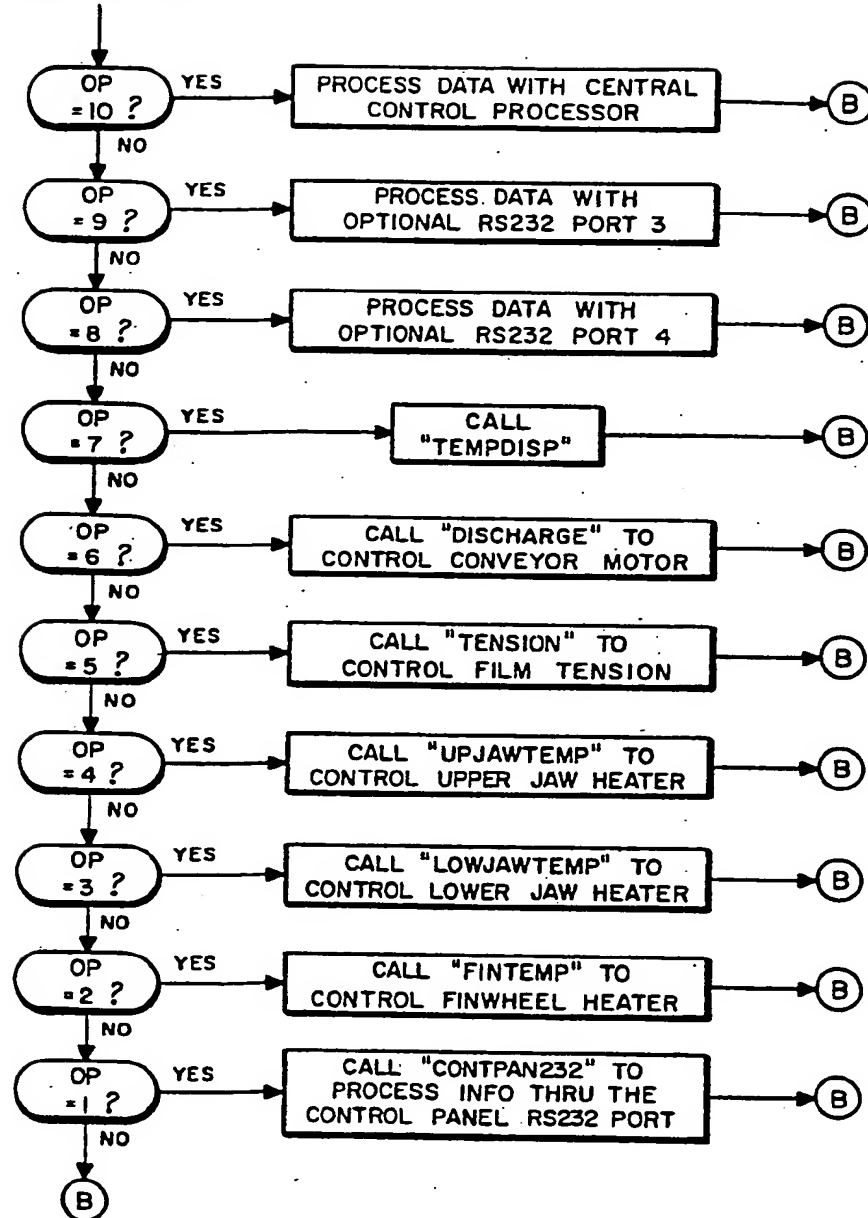 OP
=10 ?
YES
PROCESS DATA WITH CENTRAL
CONTROL PROCESSOR
B
NO
OP
=9 ?
YES
PROCESS DATA WITH
OPTIONAL RS232 PORT 3
B
NO
OP
=8 ?
YES
PROCESS DATA WITH
OPTIONAL RS232 PORT 4
B
NO
OP
=7 ?
YES
CALL
"TEMPDISP"
B
NO
OP
=6 ?
YES
CALL "DISCHARGE" TO
CONTROL CONVEYOR MOTOR
B
NO
OP
=5 ?
YES
CALL "TENSION" TO
CONTROL FILM TENSION
B
NO
OP
=4 ?
YES
CALL "UPJAWTEMP" TO
CONTROL UPPER JAW HEATER
B
NO
OP
=3 ?
YES
CALL "LOWJAWTEMP" TO
CONTROL LOWER JAW HEATER
B
NO
OP
=2 ?
YES
CALL "FINTEMP" TO
CONTROL FINWHEEL HEATER
B
NO
OP
=1 ?
YES
CALL "CONTPAN232" TO
PROCESS INFO THRU THE
CONTROL PANEL RS232 PORT
B
NO
B